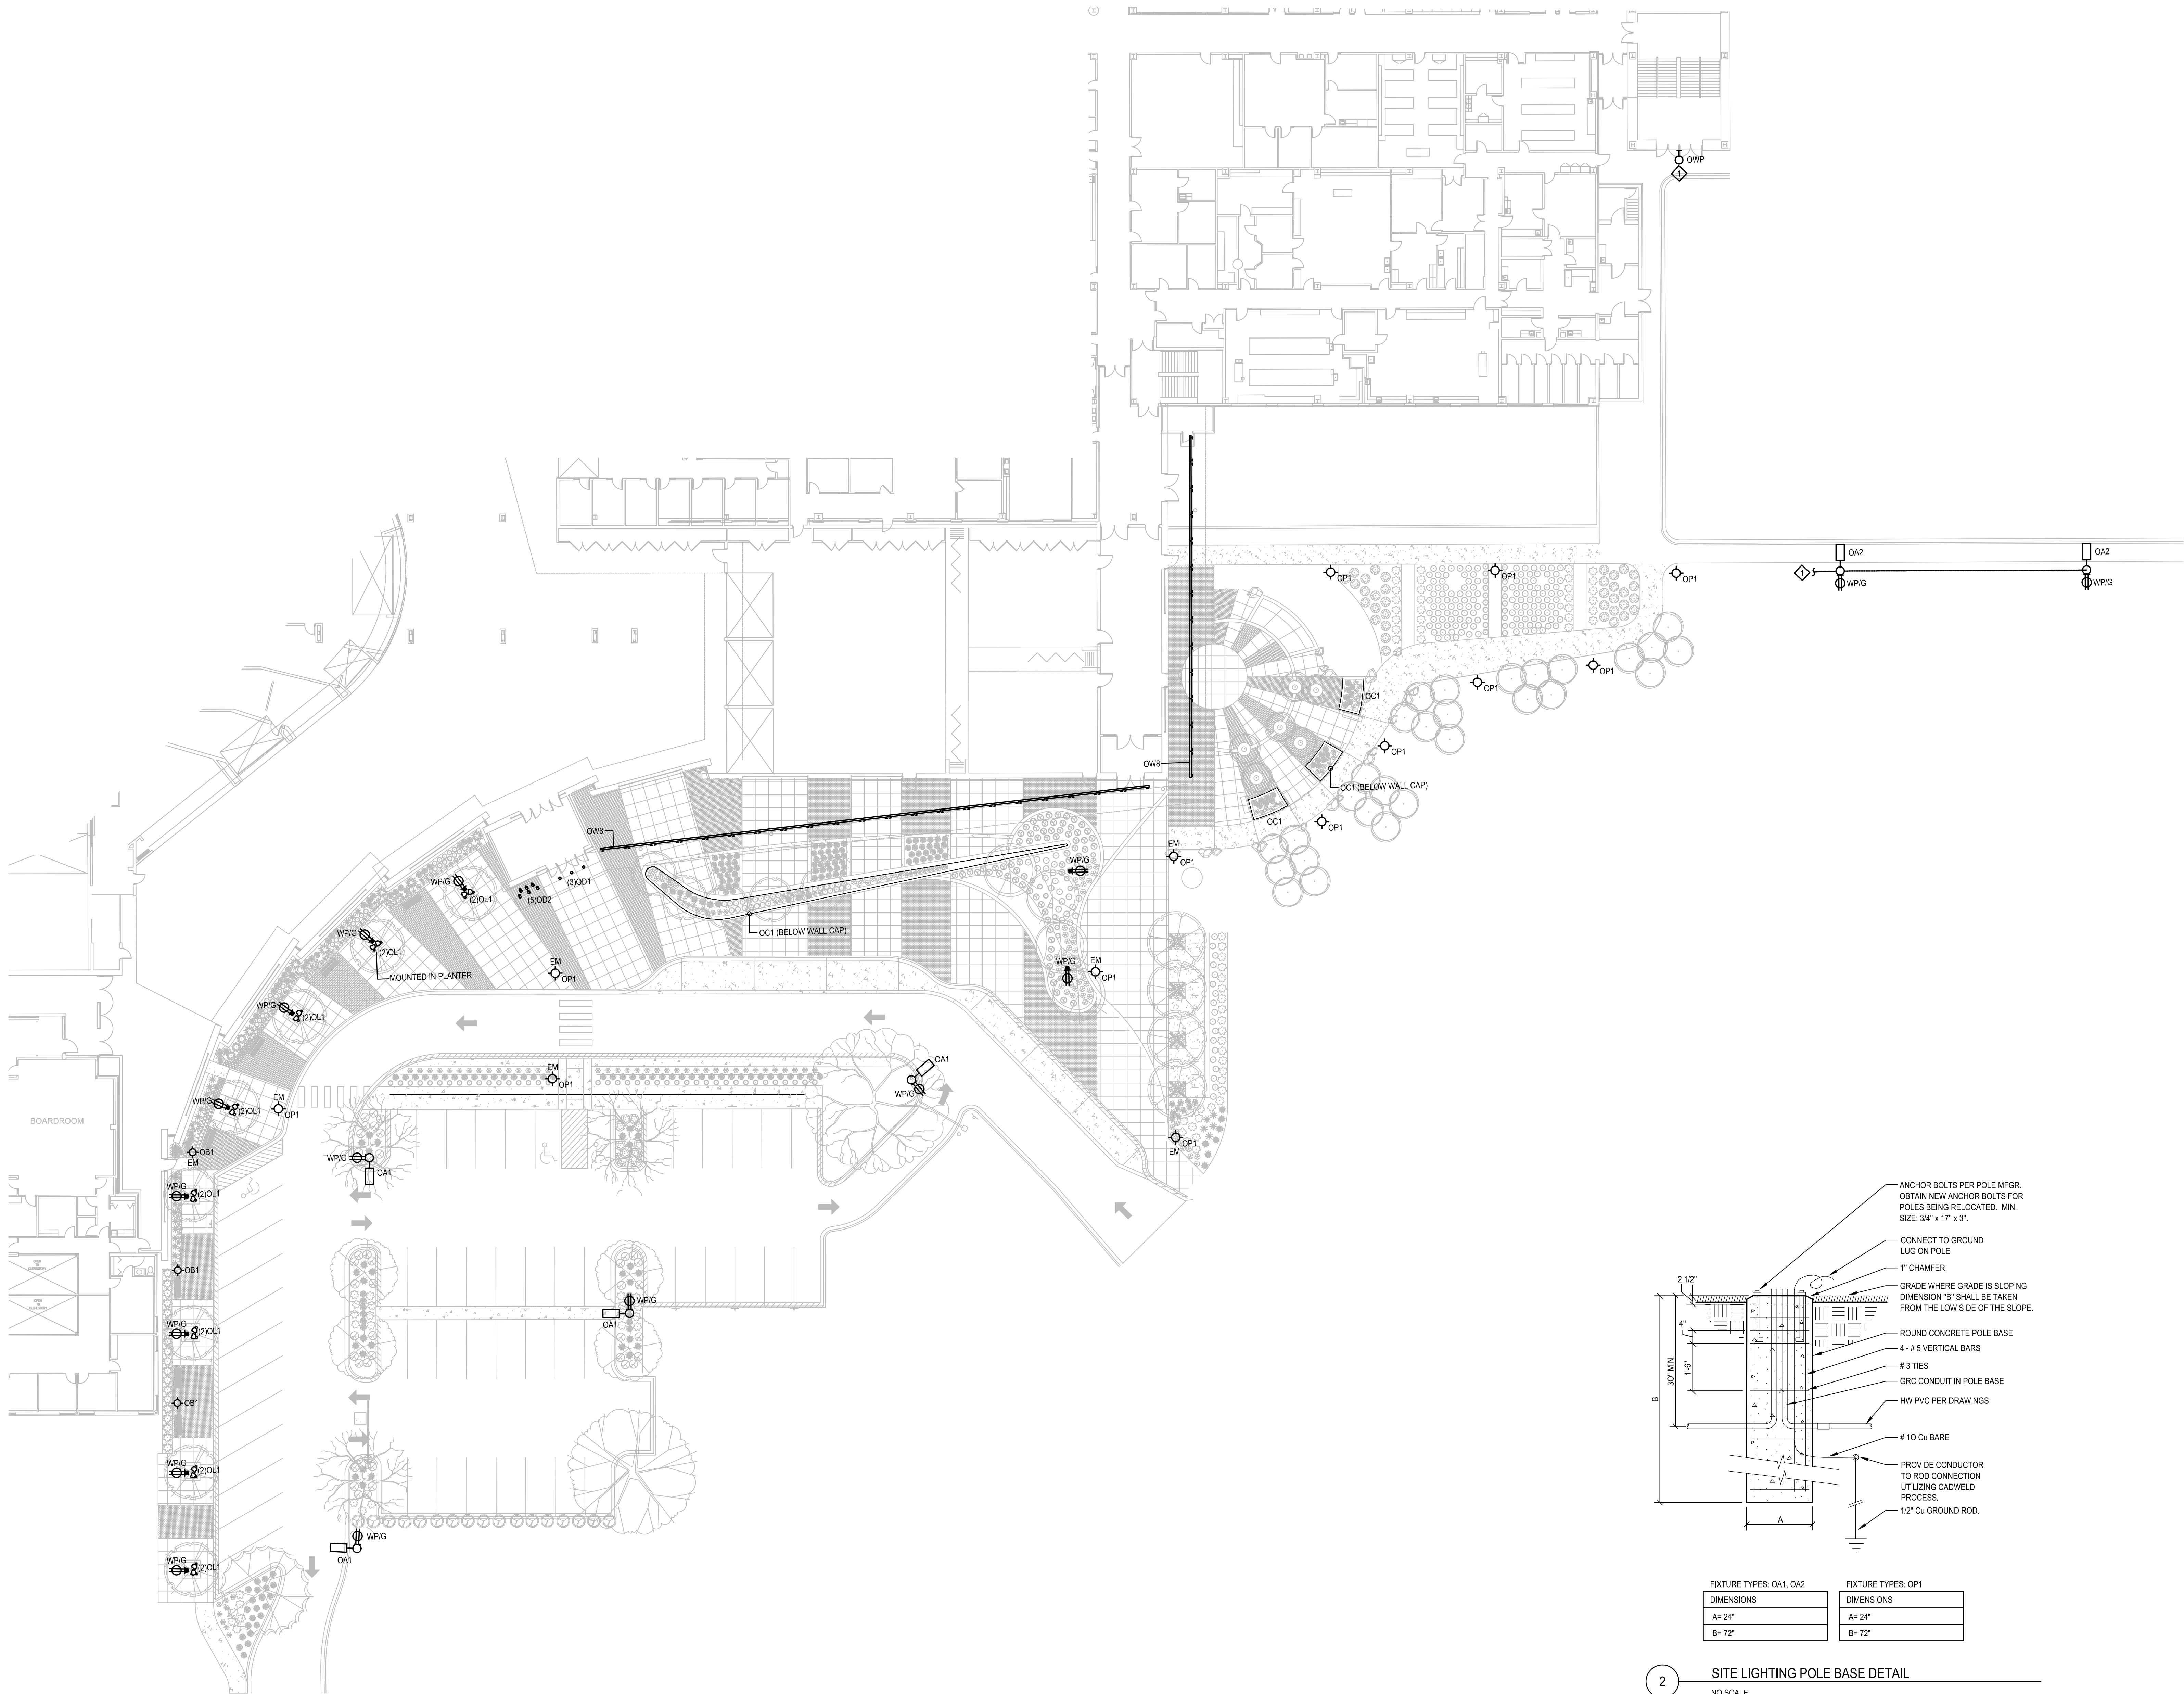 OWP
1
OA2
OA2
1
WP/G
WP/G
OP1
OP1
OP1
OP1
OP1
OC1
OP1
OW8
OC1 (BELOW WALL CAP)
OC1
OP1
OW8
EM
OP1
WP/G
(3)OD1
WP/G
(2)OL1
(5)OD2
OC1 (BELOW WALL CAP)
WP/G
(2)OL1
MOUNTED IN PLANTER
EM
OP1
WP/G
EM
OP1
WP/G
(2)OL1
OA1
WP/G
EM
OP1
WP/G
(2)OL1
EM
OP1
BOARDROOM
OP1
EM
OB1
EM
WP/G
OA1
WP/G
(2)OL1
OB1
WP/G
OA1
WP/G
(2)OL1
OB1
WP/G
(2)OL1
WP/G
OA1
WP/G
(2)OL1
OPEN
TO
OPEN
TO
ANCHOR BOLTS PER POLE MFGR.
OBTAIN NEW ANCHOR BOLTS FOR
POLES BEING RELOCATED. MIN.
SIZE: 3/4" x 17" x 3".
CONNECT TO GROUND
LUG ON POLE
1" CHAMFER
GRADE WHERE GRADE IS SLOPING
DIMENSION "B" SHALL BE TAKEN
FROM THE LOW SIDE OF THE SLOPE.
ROUND CONCRETE POLE BASE
4 - # 5 VERTICAL BARS
# 3 TIES
GRC CONDUIT IN POLE BASE
HW PVC PER DRAWINGS
# 10 Cu BARE
PROVIDE CONDUCTOR
TO ROD CONNECTION
UTILIZING CADWELD
PROCESS.
1/2" Cu GROUND ROD.
2 1/2"
4"
1'-6"
30" MIN.
B
A
FIXTURE TYPES: OA1, OA2
DIMENSIONS
A= 24"
B= 72"
FIXTURE TYPES: OP1
DIMENSIONS
A= 24"
B= 72"
2
SITE LIGHTING POLE BASE DETAIL
NO SCALE